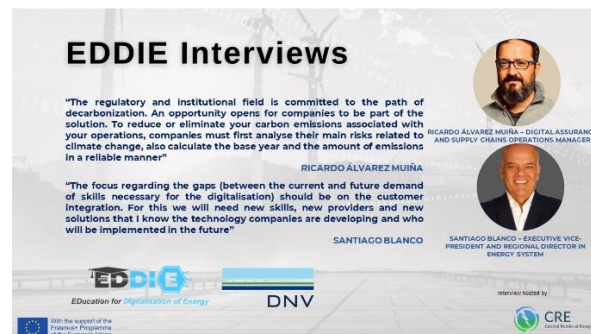 EDDIE Interviews
"The regulatory and institutional field is committed to the path of
decarbonization. An opportunity opens for companies to be part of the
solution. To reduce or eliminate your carbon emissions associated with
your operations, companies must first analyse their main risks related to
climate change, also calculate the base year and the amount of emissions
in a reliable manner"
RICARDO ÁLVAREZ MUIÑA
"The focus regarding the gaps (between the current and future demand
of skills necessary for the digitalisation) should be on the customer
integration. For this we will need new skills, new providers and new
solutions that I know the technology companies are developing and who
will be implemented in the future"
SANTIAGO BLANCO
RICARDO ÁLVAREZ MUIÑA – DIGITAL ASSURANC
AND SUPPLY CHAINS OPERATIONS MANAGER
SANTIAGO BLANCO – EXECUTIVE VICE-
PRESIDENT AND REGIONAL DIRECTOR IN
ENERGY SYSTEM
EDDIE
EDucation for Digitalisation of Energy
DNV
Interview hosted by
CRE
With the support of the
Erasmus+ Programme